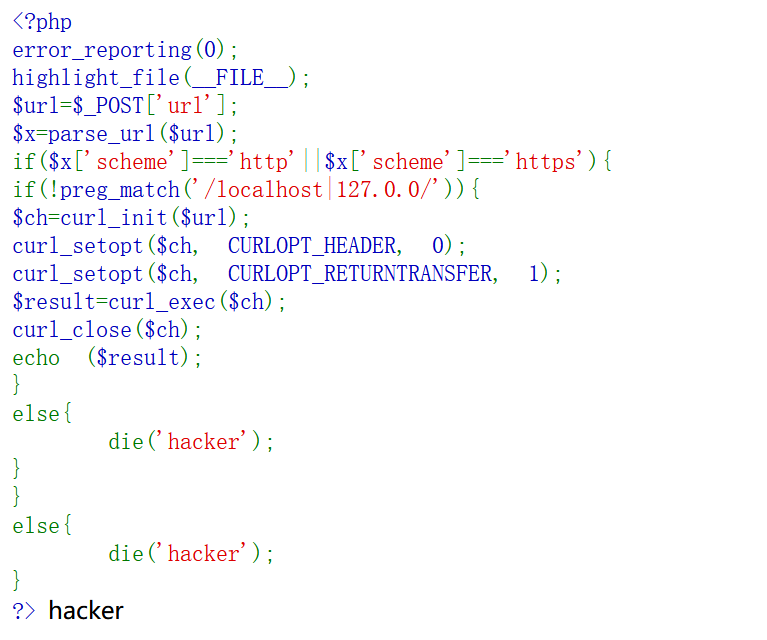 <?php
error_reporting(0);
highlight_file(__FILE__);
$url=$_POST['url'];
$x=parse_url($url);
if($x['scheme']==='http'||$x['scheme']==='https'){
if(!preg_match('/localhost|127.0.0/')){
$ch=curl_init($url);
curl_setopt($ch, CURLOPT_HEADER, 0);
curl_setopt($ch, CURLOPT_RETURNTRANSFER, 1);
$result=curl_exec($ch);
curl_close($ch);
echo ($result);
}
else{
die('hacker');
}
}
else{
die('hacker');
}
?> hacker